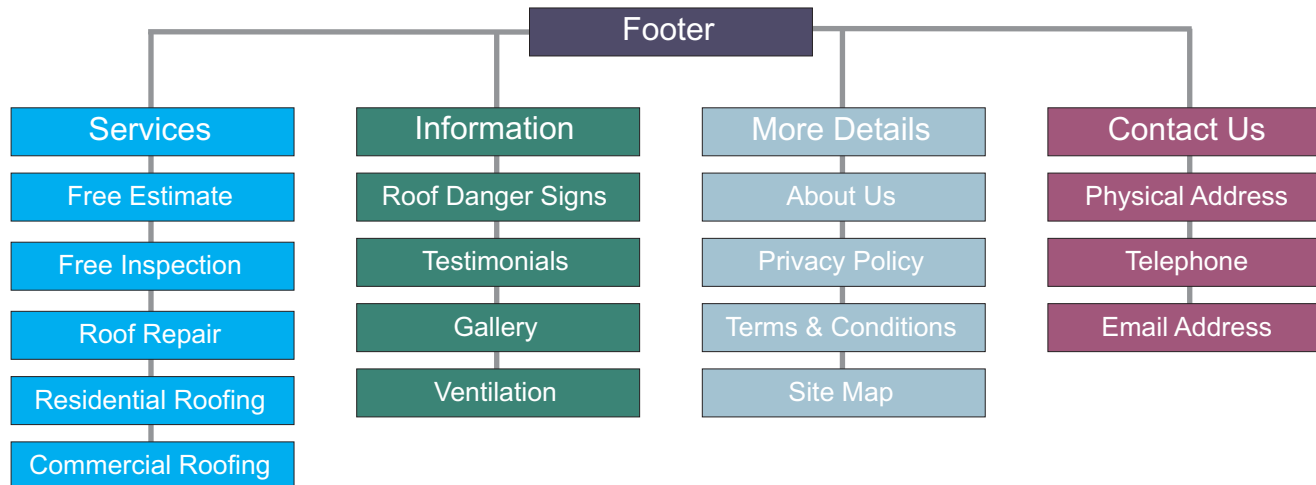 Footer
Services
Free Estimate
Free Inspection
Roof Repair
Residential Roofing
Commercial Roofing
Information
Roof Danger Signs
Testimonials
Gallery
Ventilation
More Details
About Us
Privacy Policy
Terms & Conditions
Site Map
Contact Us
Physical Address
Telephone
Email Address